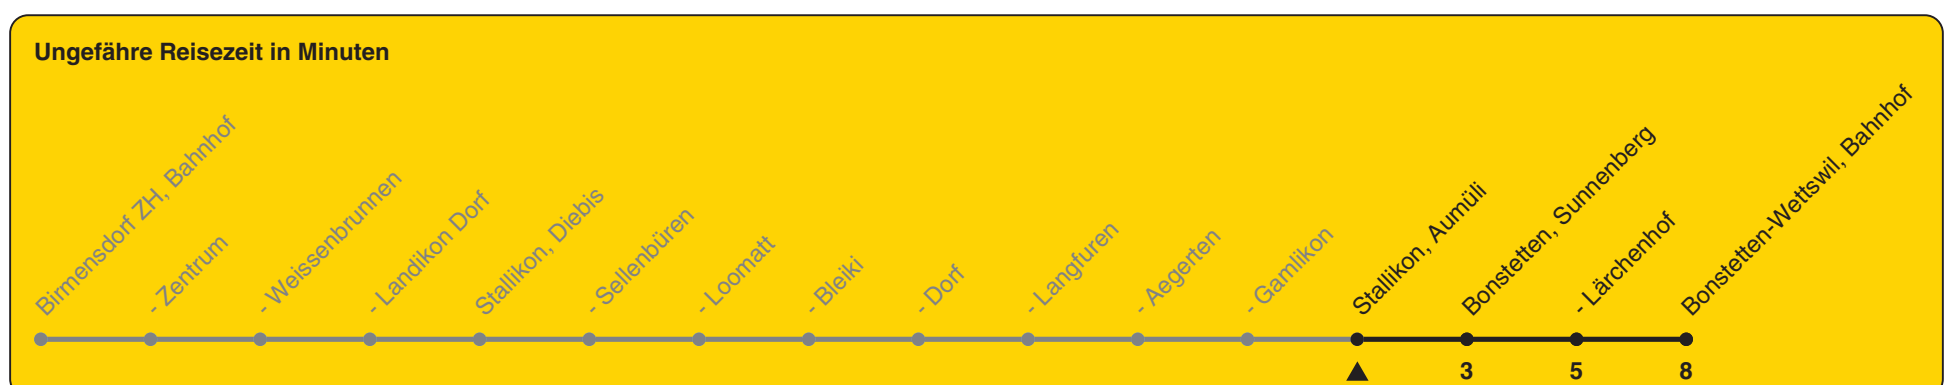 Ungefähre Reisezeit in Minuten
Birmensdorf ZH, Bahnhof
- Zentrum
- Weissenbrunnen
- Landikon Dorf
Stallikon, Diebis
- Sellenbüren
- Loomatt
- Bleiki
- Dorf
- Langfuren
- Aegerten
- Gamlikon
Stallikon, Aumüli
Bonstetten, Sunnenberg
- Lärchenhof
Bonstetten-Wettswil, Bahnhof
3 5 8